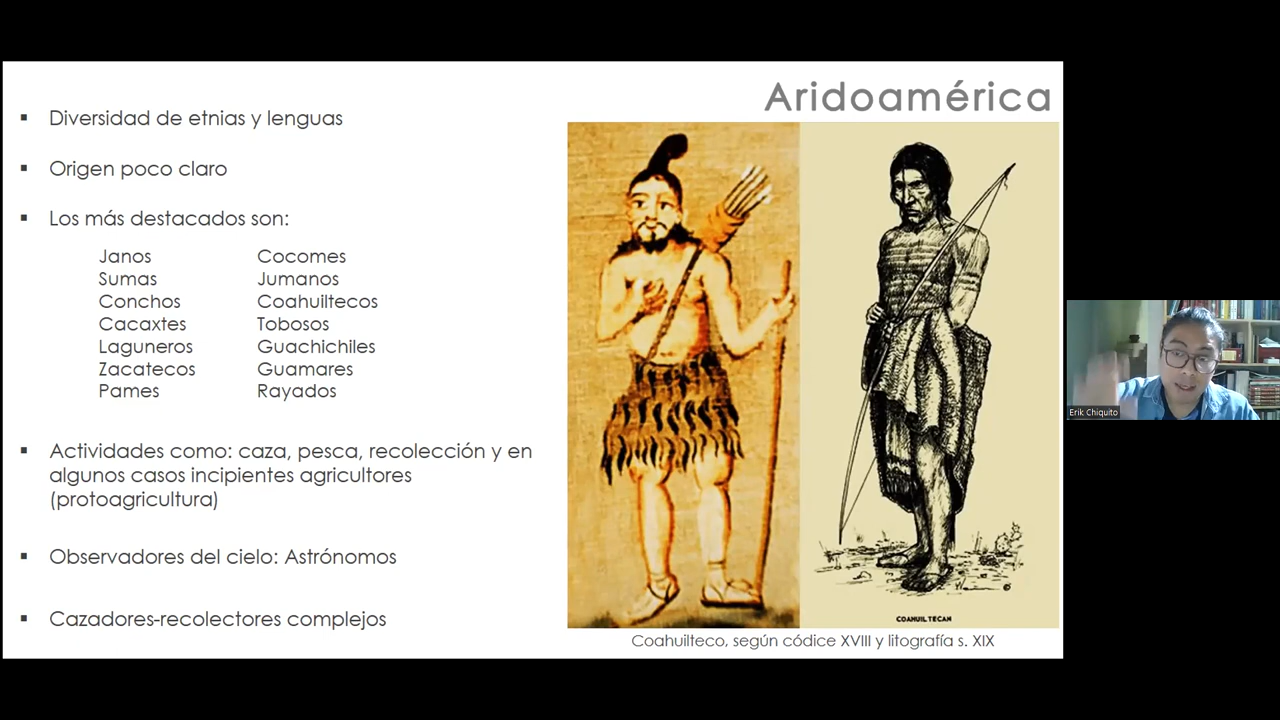 Aridoamérica
▪ Diversidad de etnias y lenguas
▪ Origen poco claro
▪ Los más destacados son:
Janos
Sumas
Conchos
Cacaxtes
Laguneros
Zacatecos
Pames
Cocomes
Jumanos
Coahuiltecos
Tobosos
Guachichiles
Guamares
Rayados
▪ Actividades como: caza, pesca, recolección y en
algunos casos incipientes agricultores
(protoagricultura)
▪ Observadores del cielo: Astrónomos
▪ Cazadores-recolectores complejos
COAHUILTECAN
Coahuilteco, según códice XVIII y litografía s. XIX
Erik Chiquito